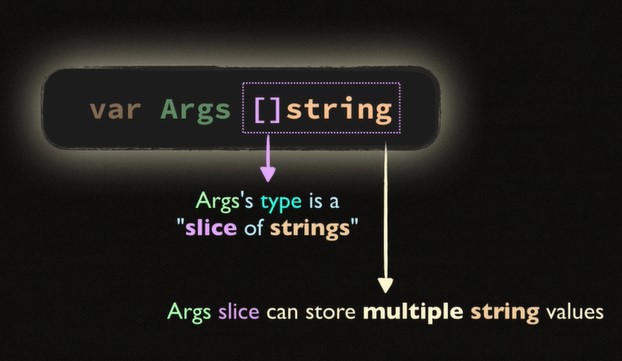 var Args []string
Args's type is a
"slice of strings"
Args slice can store multiple string values